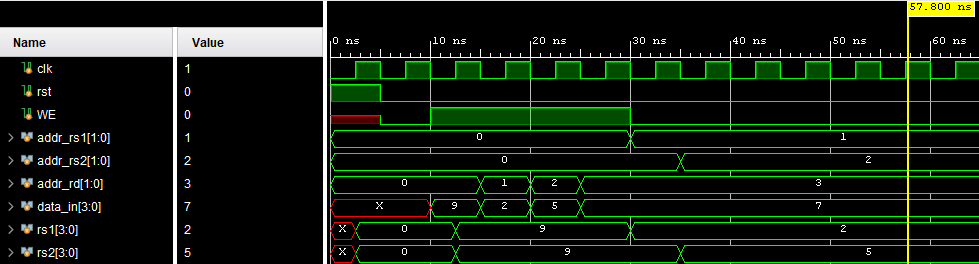 57.800 ns
Name Value 0 ns 10 ns 20 ns 30 ns 40 ns 50 ns 60 ns
clk 1
rst 0
WE 0
addr_rs1[1:0] 1 0 1
addr_rs2[1:0] 2 0 2
addr_rd[1:0] 3 0 1 2 3
data_in[3:0] 7 X 9 2 5 7
rs1[3:0] 2 X 0 9 2
rs2[3:0] 5 X 0 9 5